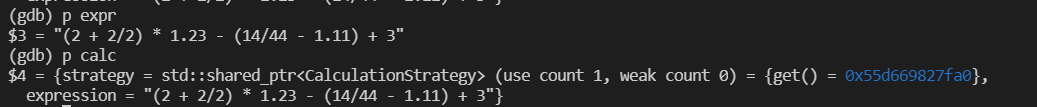 (gdb) p expr
$3 = "(2 + 2/2) * 1.23 - (14/44 - 1.11) + 3"
(gdb) p calc
$4 = {strategy = std::shared_ptr<CalculationStrategy> (use count 1, weak count 0) = {get() = 0x55d669827fa0},
  expression = "(2 + 2/2) * 1.23 - (14/44 - 1.11) + 3"}